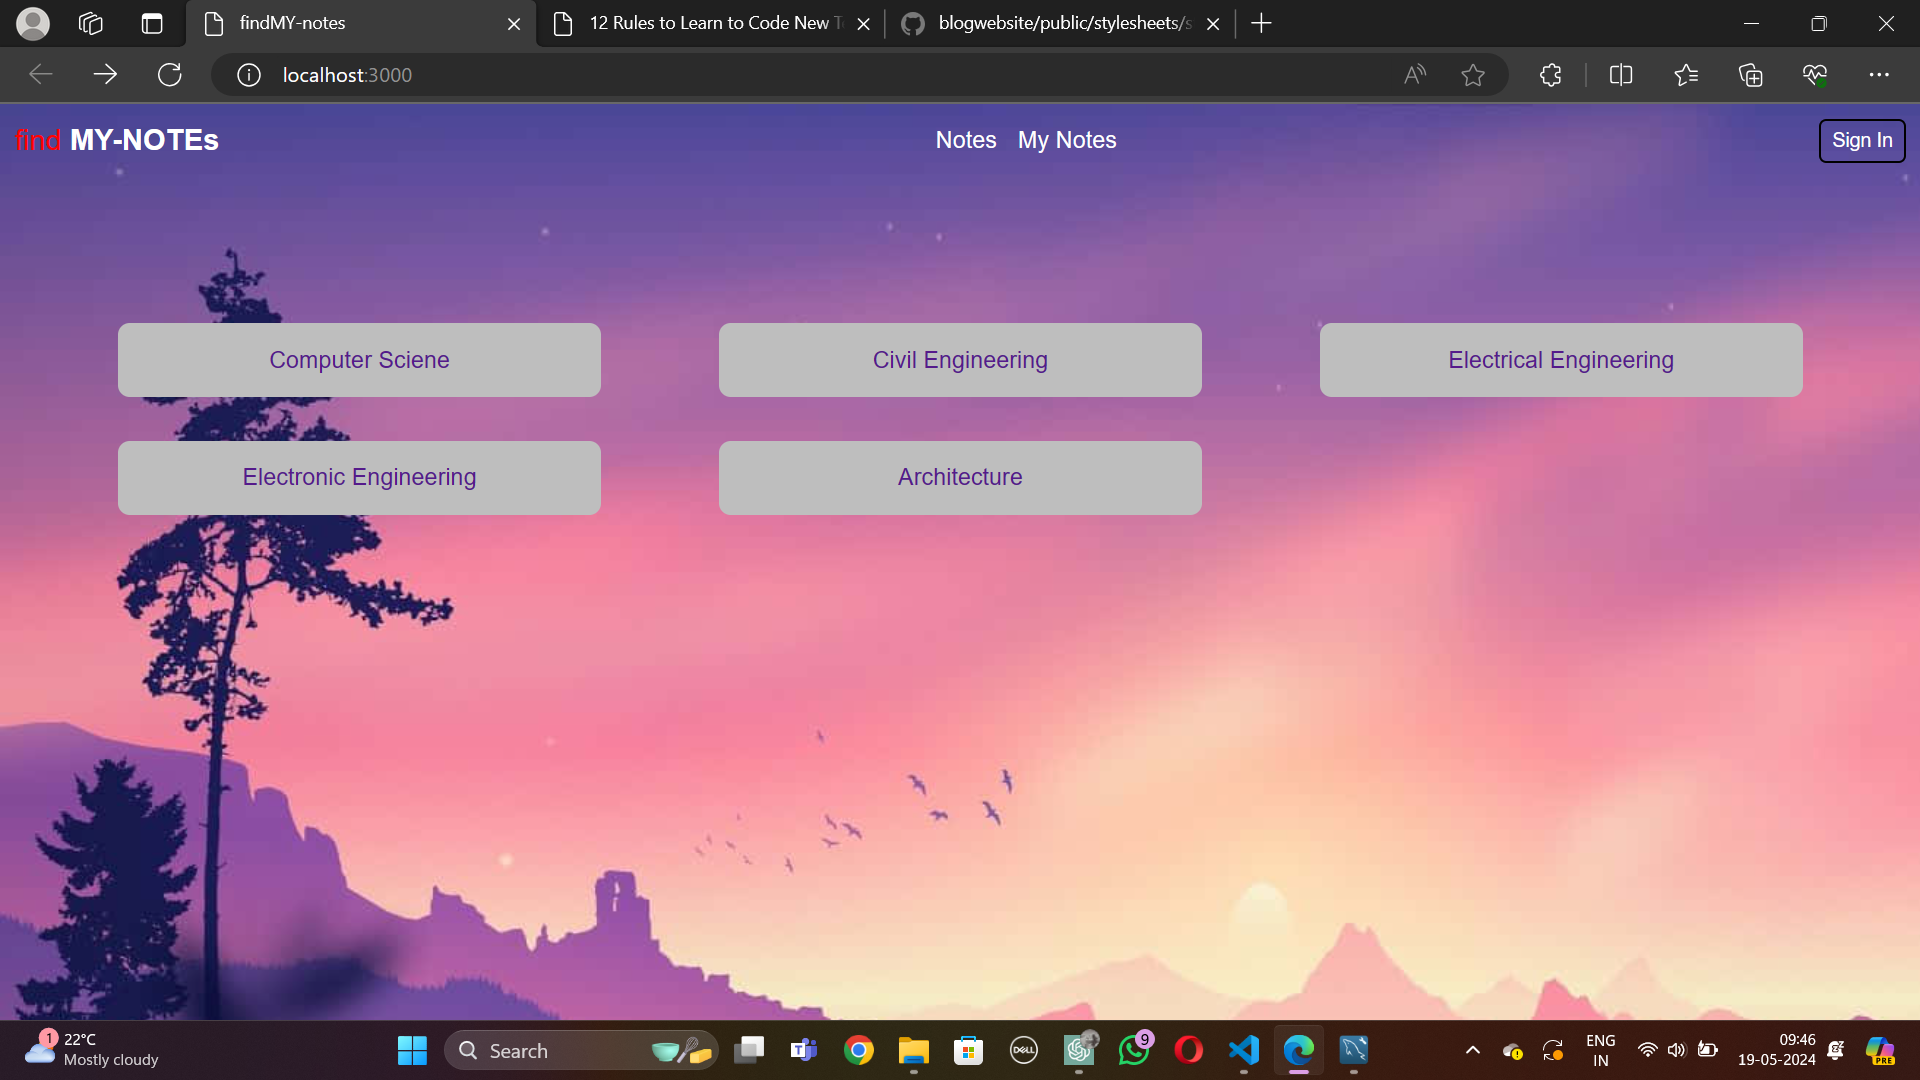 findMY-notes
12 Rules to Learn to Code New
blogwebsite/public/stylesheets/s
localhost:3000
find MY-NOTEs
Notes
My Notes
Sign In
Computer Sciene
Civil Engineering
Electrical Engineering
Electronic Engineering
Architecture
1
22°C
Mostly cloudy
Search
DELL
9
ENG
IN
09:46
19-05-2024
PRE